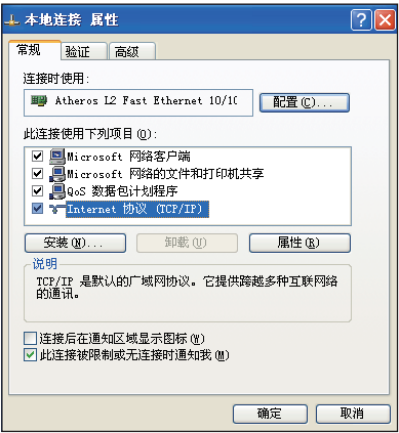 本地连接 属性
常规
验证
高级
连接时使用:
Atheros L2 Fast Ethernet 10/10
配置(C)...
此连接使用下列项目(O):
Microsoft 网络客户端
Microsoft 网络的文件和打印机共享
QoS 数据包计划程序
Internet 协议 (TCP/IP)
安装(N)...
卸载(U)
属性(R)
说明
TCP/IP 是默认的广域网协议。它提供跨越多种互联网络
的通讯。
连接后在通知区域显示图标(W)
此连接被限制或无连接时通知我(M)
确定
取消